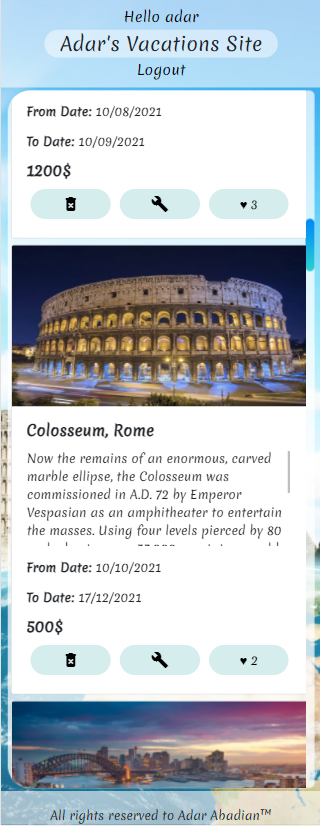 Hello adar
Adar's Vacations Site
Logout
From Date: 10/08/2021
To Date: 10/09/2021
1200$
♥ 3
Colosseum, Rome
Now the remains of an enormous, carved
marble ellipse, the Colosseum was
commissioned in A.D. 72 by Emperor
Vespasian as an amphitheater to entertain
the masses. Using four levels pierced by 80
From Date: 10/10/2021
To Date: 17/12/2021
500$
♥ 2
All rights reserved to Adar Abadian™